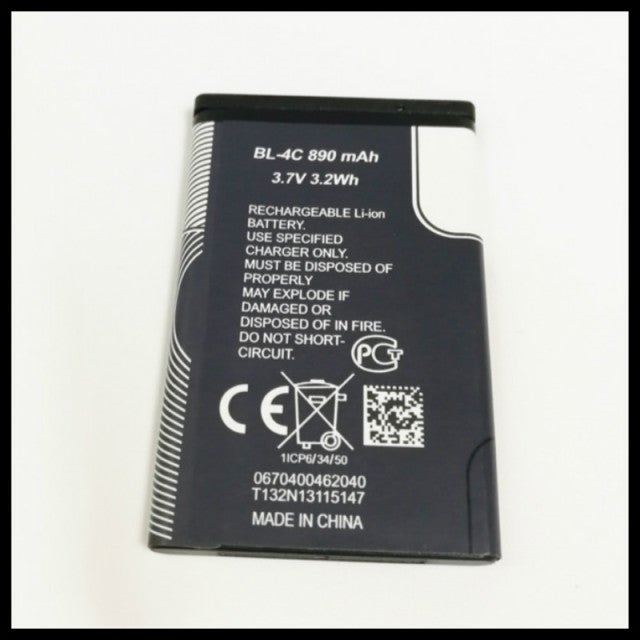 BL-4C 890 mAh
3.7V 3.2Wh
RECHARGEABLE Li-ion
BATTERY.
USE SPECIFIED
CHARGER ONLY.
MUST BE DISPOSED OF
PROPERLY
MAY EXPLODE IF
DAMAGED OR
DISPOSED OF IN FIRE.
DO NOT SHORT-
CIRCUIT.
РСТ
CE
1ICP6/34/50
0670400462040
T132N13115147
MADE IN CHINA